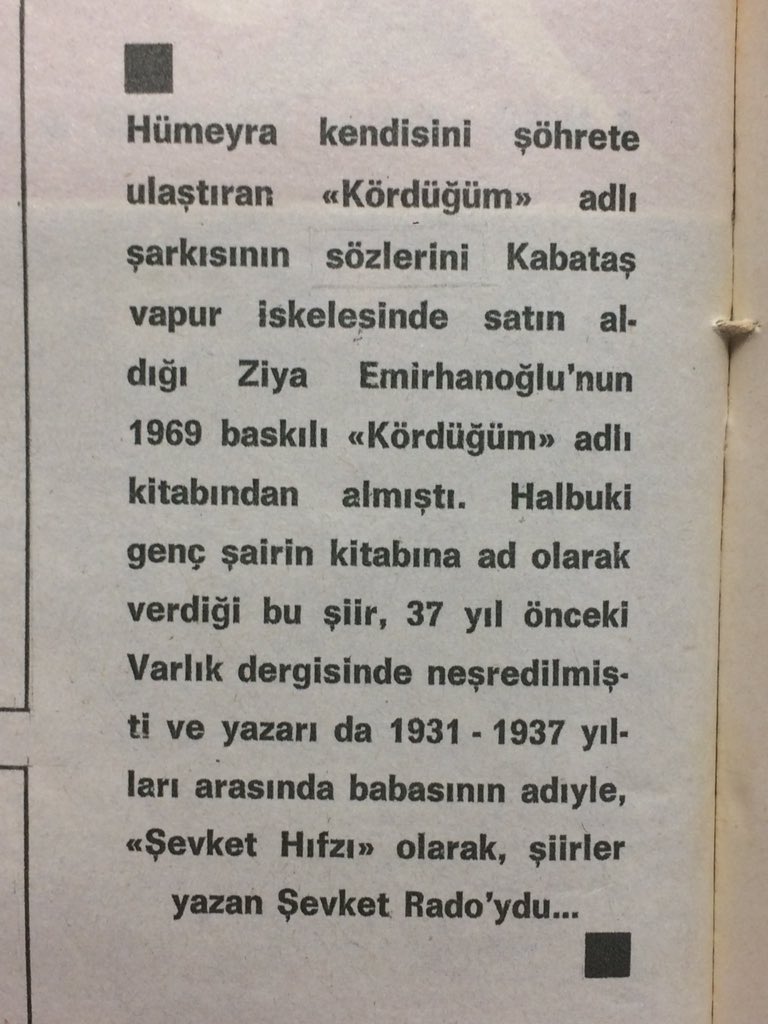 Hümeyra kendisini şöhrete
ulaştıran «Kördüğüm» adlı
şarkısının sözlerini Kabataş
vapur iskelesinde satın al-
dığı Ziya Emirhanoğlu'nun
1969 baskılı «Kördüğüm» adlı
kitabından almıştı. Halbuki
genç şairin kitabına ad olarak
verdiği bu şiir, 37 yıl önceki
Varlık dergisinde neşredilmiş-
ti ve yazarı da 1931 - 1937 yıl-
ları arasında babasının adıyle,
«Şevket Hıfzı» olarak, şiirler
yazan Şevket Rado'ydu...